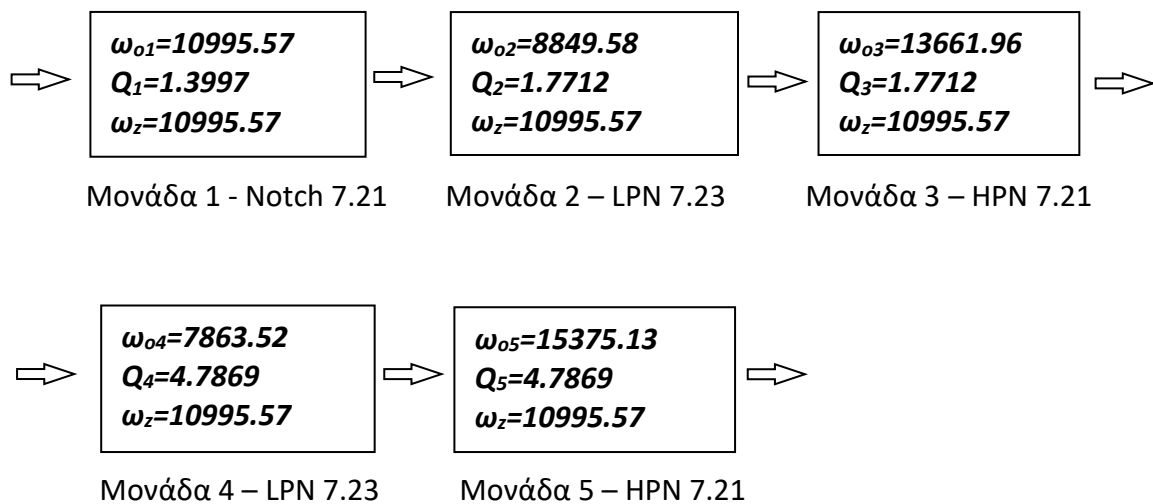 ωo1=10995.57
Q1=1.3997
ωz=10995.57
Μονάδα 1 - Notch 7.21
ωo2=8849.58
Q2=1.7712
ωz=10995.57
Μονάδα 2 – LPN 7.23
ωo3=13661.96
Q3=1.7712
ωz=10995.57
Μονάδα 3 – HPN 7.21
ωo4=7863.52
Q4=4.7869
ωz=10995.57
Μονάδα 4 – LPN 7.23
ωo5=15375.13
Q5=4.7869
ωz=10995.57
Μονάδα 5 – HPN 7.21